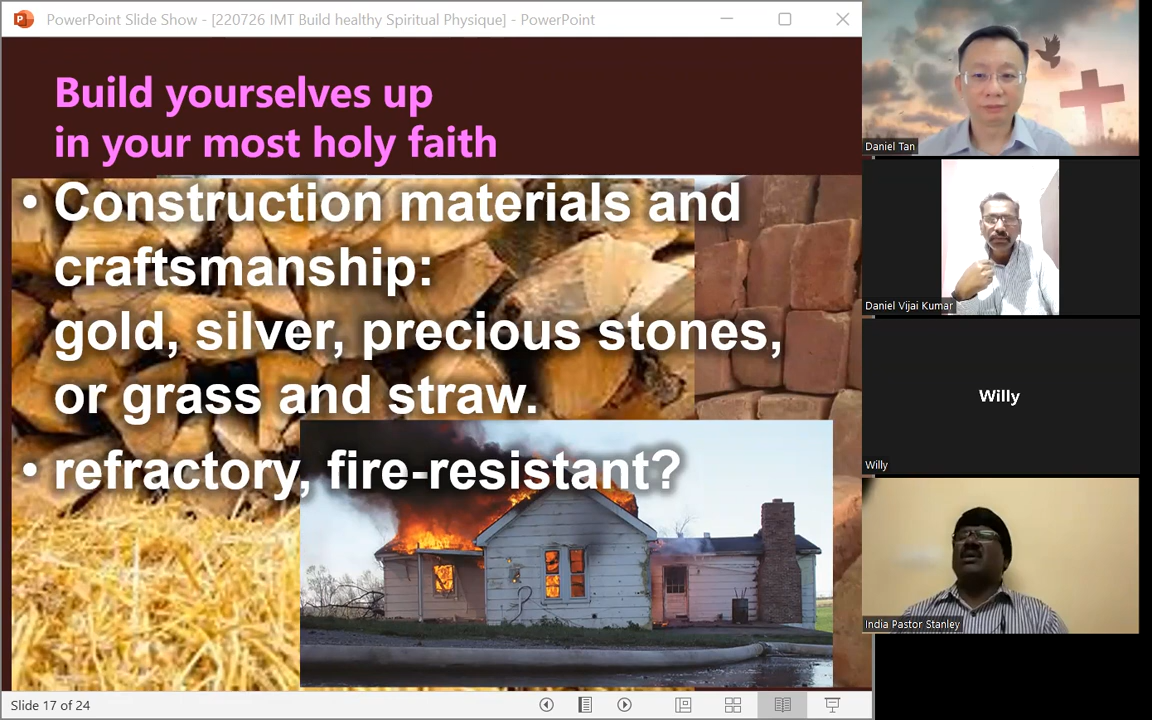 PowerPoint Slide Show - [220726 IMT Build healthy Spiritual Physique] - PowerPoint
Build yourselves up
in your most holy faith
• Construction materials and
craftsmanship:
gold, silver, precious stones,
or grass and straw.
• refractory, fire-resistant?
Slide 17 of 24
Daniel Tan
Daniel Vijai Kumar
Willy
Willy
India Pastor Stanley